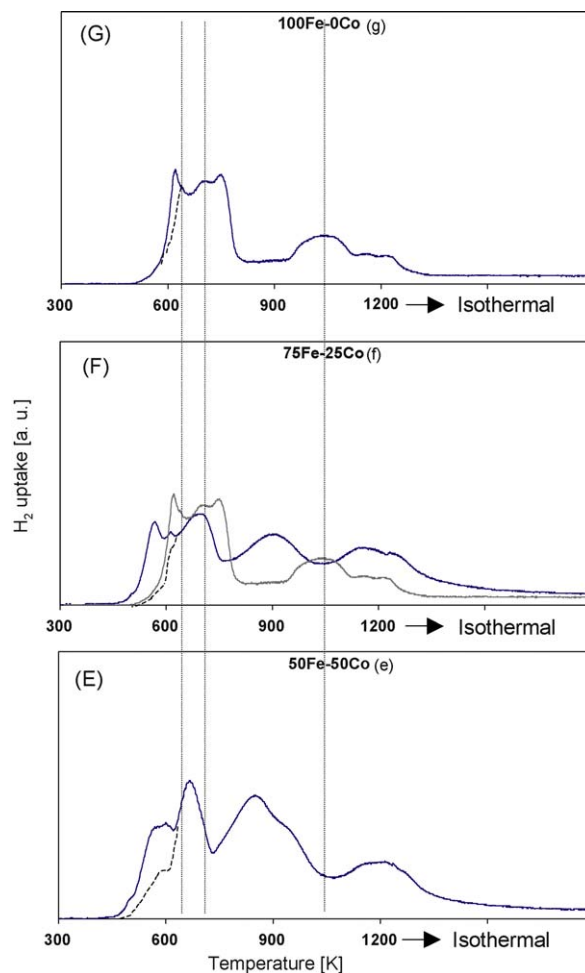 (G)
100Fe-0Co (g)
300 600 900 1200 Isothermal
(F)
75Fe-25Co (f)
H2 uptake [a. u.]
300 600 900 1200 Isothermal
(E)
50Fe-50Co (e)
300 600 900 1200 Isothermal
Temperature [K]